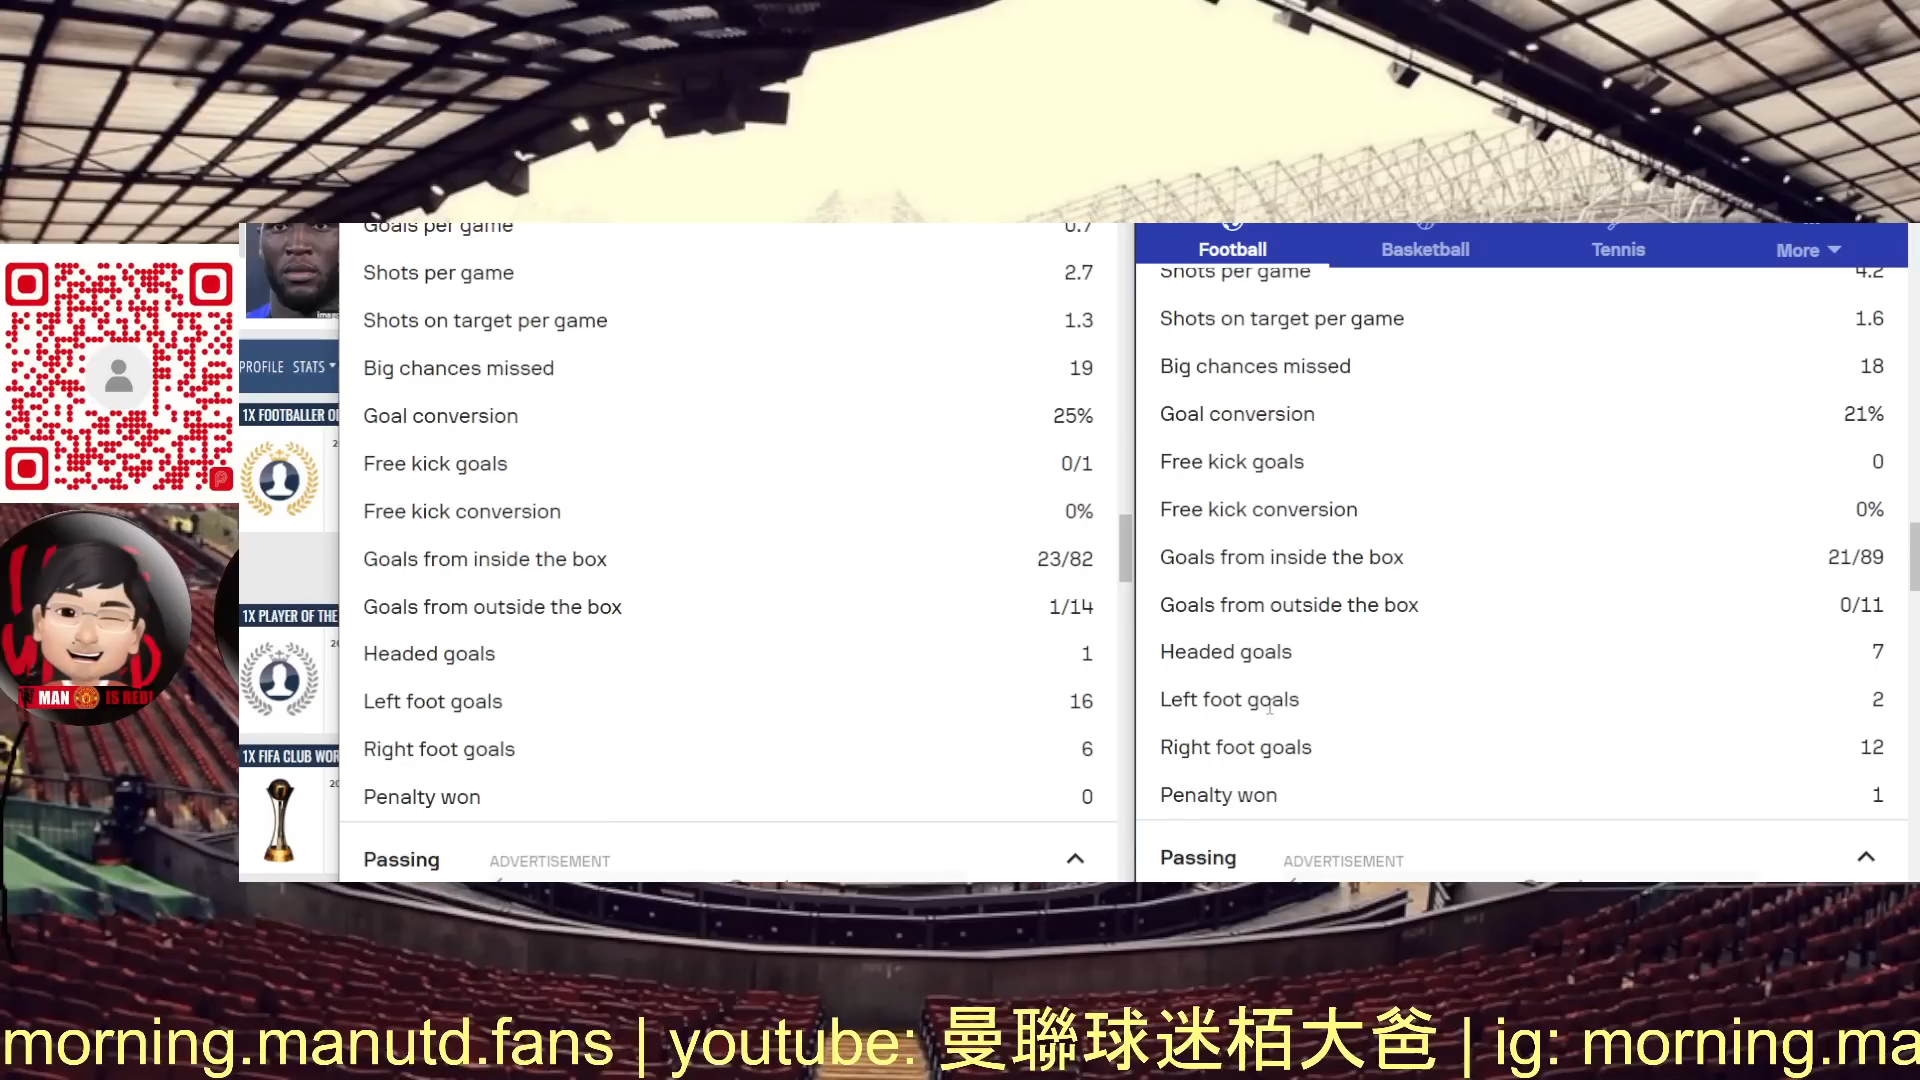 Goals per game 0.7
Shots per game 2.7
Shots on target per game 1.3
Big chances missed 19
Goal conversion 25%
Free kick goals 0/1
Free kick conversion 0%
Goals from inside the box 23/82
Goals from outside the box 1/14
Headed goals 1
Left foot goals 16
Right foot goals 6
Penalty won 0
Passing ADVERTISEMENT
Football Basketball Tennis More
Shots per game 4.2
Shots on target per game 1.6
Big chances missed 18
Goal conversion 21%
Free kick goals 0
Free kick conversion 0%
Goals from inside the box 21/89
Goals from outside the box 0/11
Headed goals 7
Left foot goals 2
Right foot goals 12
Penalty won 1
Passing ADVERTISEMENT
PROFILE STATS
1X FOOTBALLER
1X PLAYER OF THE
1X FIFA CLUB
MAN IS RED!
morning.manutd.fans | youtube: 曼聯球迷栢大爸 | ig: morning.ma